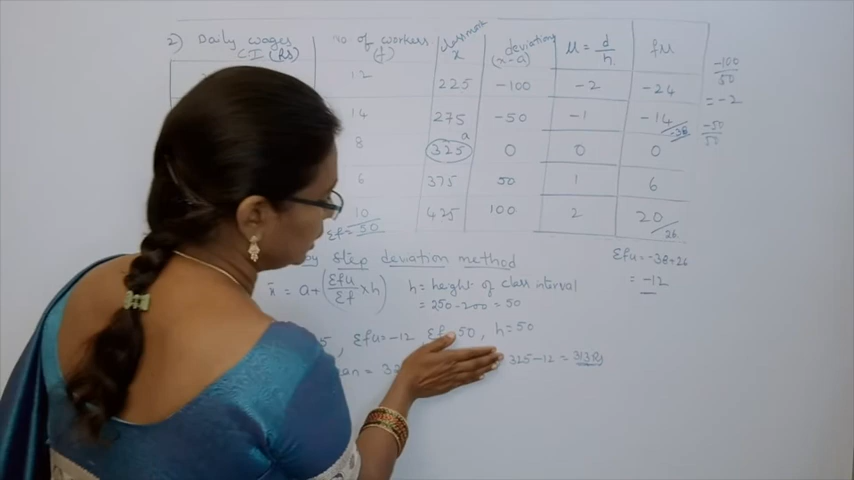 2) Daily wages C I (Rs) | No of workers (f) | classmark x | deviation (x-a) | u = d/h | fu
12 225 -100 -2 -24
14 275 -50 -1 -14 -38
8 325 a 0 0 0
6 375 50 1 6
10 425 100 2 20 26
Σf= 50
-100/50
= -2
-50/50
Σfu= -38+26
= -12
by step deviation method
x̄ = a+(Σfu/Σf ×h) h= height of class interval
= 250-200 = 50
5, Σfu= -12, Σf=50, h=50
325-12 = 313Rs